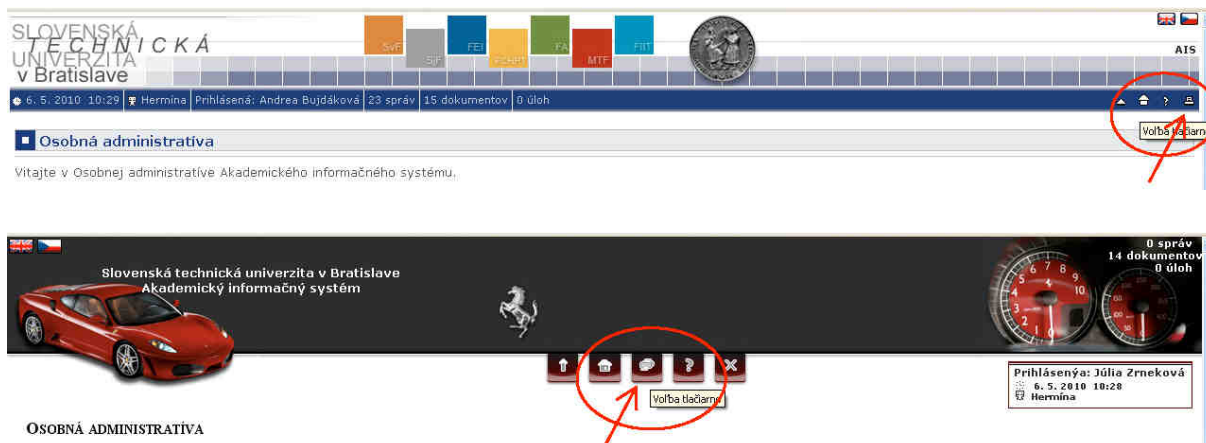 SLOVENSKÁ
TECHNICKÁ
UNIVERZITA
v Bratislave
SvF
SjF
FEI
FCHPT
FA
MTF
FIIT
AIS
6. 5. 2010 10:29 Hermína Prihlásená: Andrea Bujdáková 23 správ 15 dokumentov 0 úloh
Voľba tlačiarne
Osobná administratíva
Vitajte v Osobnej administratíve Akademického informačného systému.
0 správ
14 dokumentov
0 úloh
Slovenská technická univerzita v Bratislave
Akademický informačný systém
Voľba tlačiarne
Prihlásenýa: Júlia Zrneková
6. 5. 2010 10:28
Hermína
OSOBNÁ ADMINISTRATÍVA